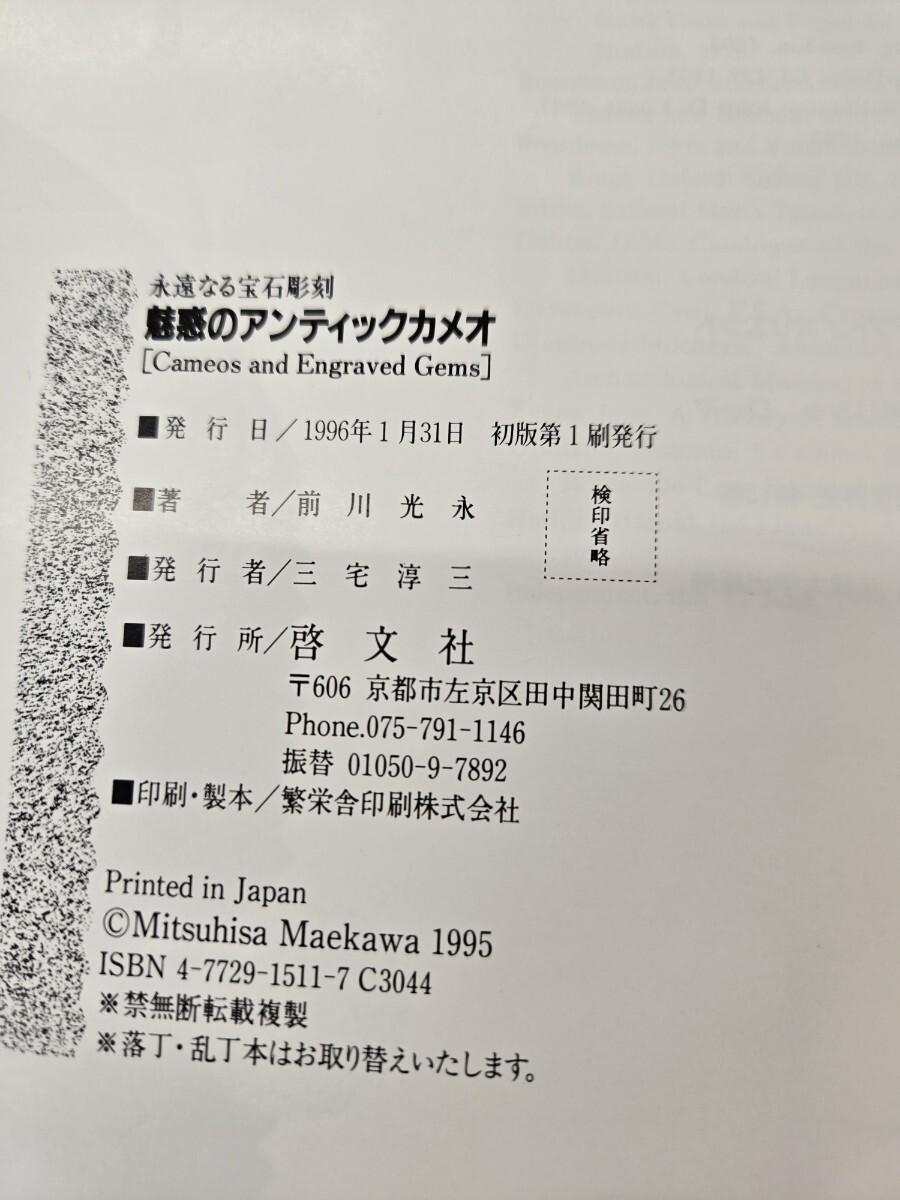 永遠なる宝石彫刻
魅惑のアンティックカメオ
[Cameos and Engraved Gems]
■発行日/1996年1月31日 初版第1刷発行
■著者/前川光永
検印省略
■発行者/三宅淳三
■発行所/啓文社
〒606 京都市左京区田中関田町26
Phone.075-791-1146
振替 01050-9-7892
■印刷・製本/繁栄舎印刷株式会社
Printed in Japan
©Mitsuhisa Maekawa 1995
ISBN 4-7729-1511-7 C3044
※禁無断転載複製
※落丁・乱丁本はお取り替えいたします。